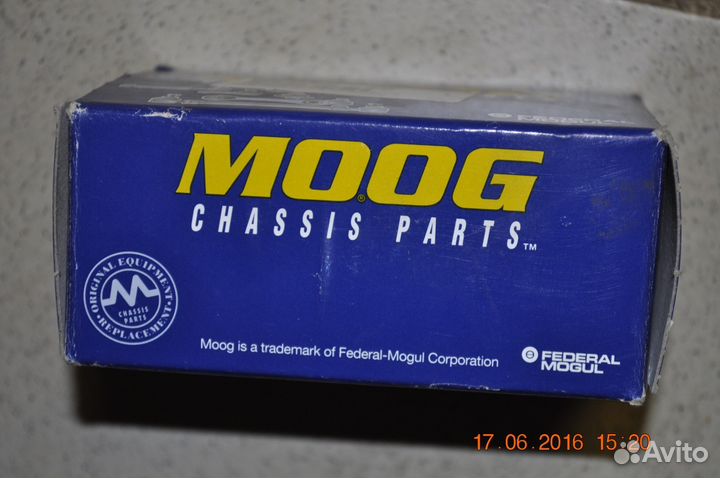 MOOG®
CHASSIS PARTS™
ORIGINAL EQUIPMENT
CHASSIS
PARTS
• REPLACEMENT •
Moog is a trademark of Federal-Mogul Corporation
FEDERAL
MOGUL
17.06.2016 15:20
Avito